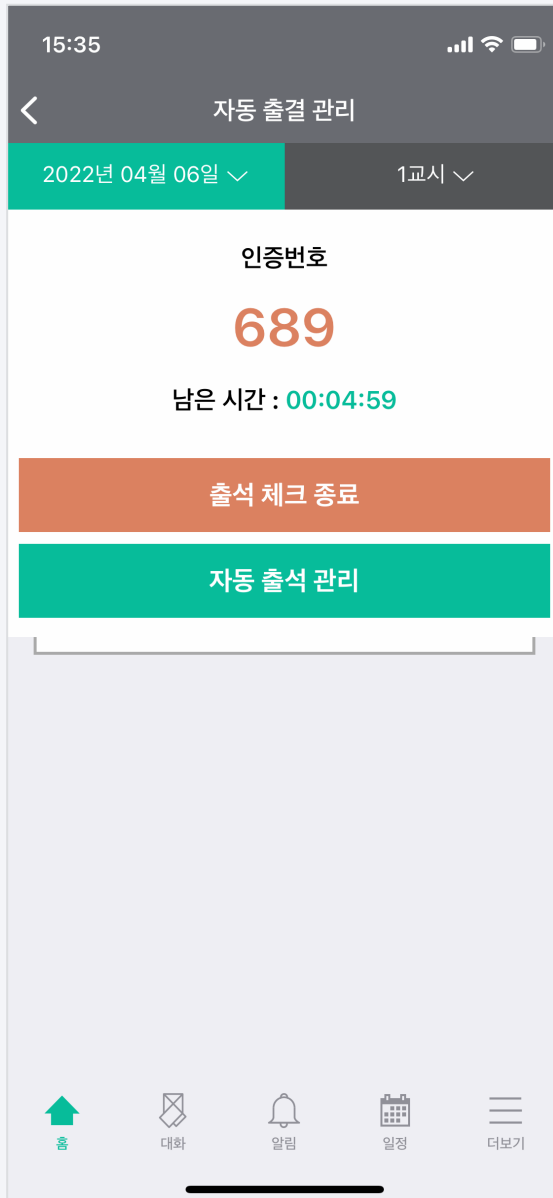 15:35
자동 출결 관리
2022년 04월 06일
1교시
인증번호
689
남은 시간 : 00:04:59
출석 체크 종료
자동 출석 관리
홈 대화 알림 일정 더보기